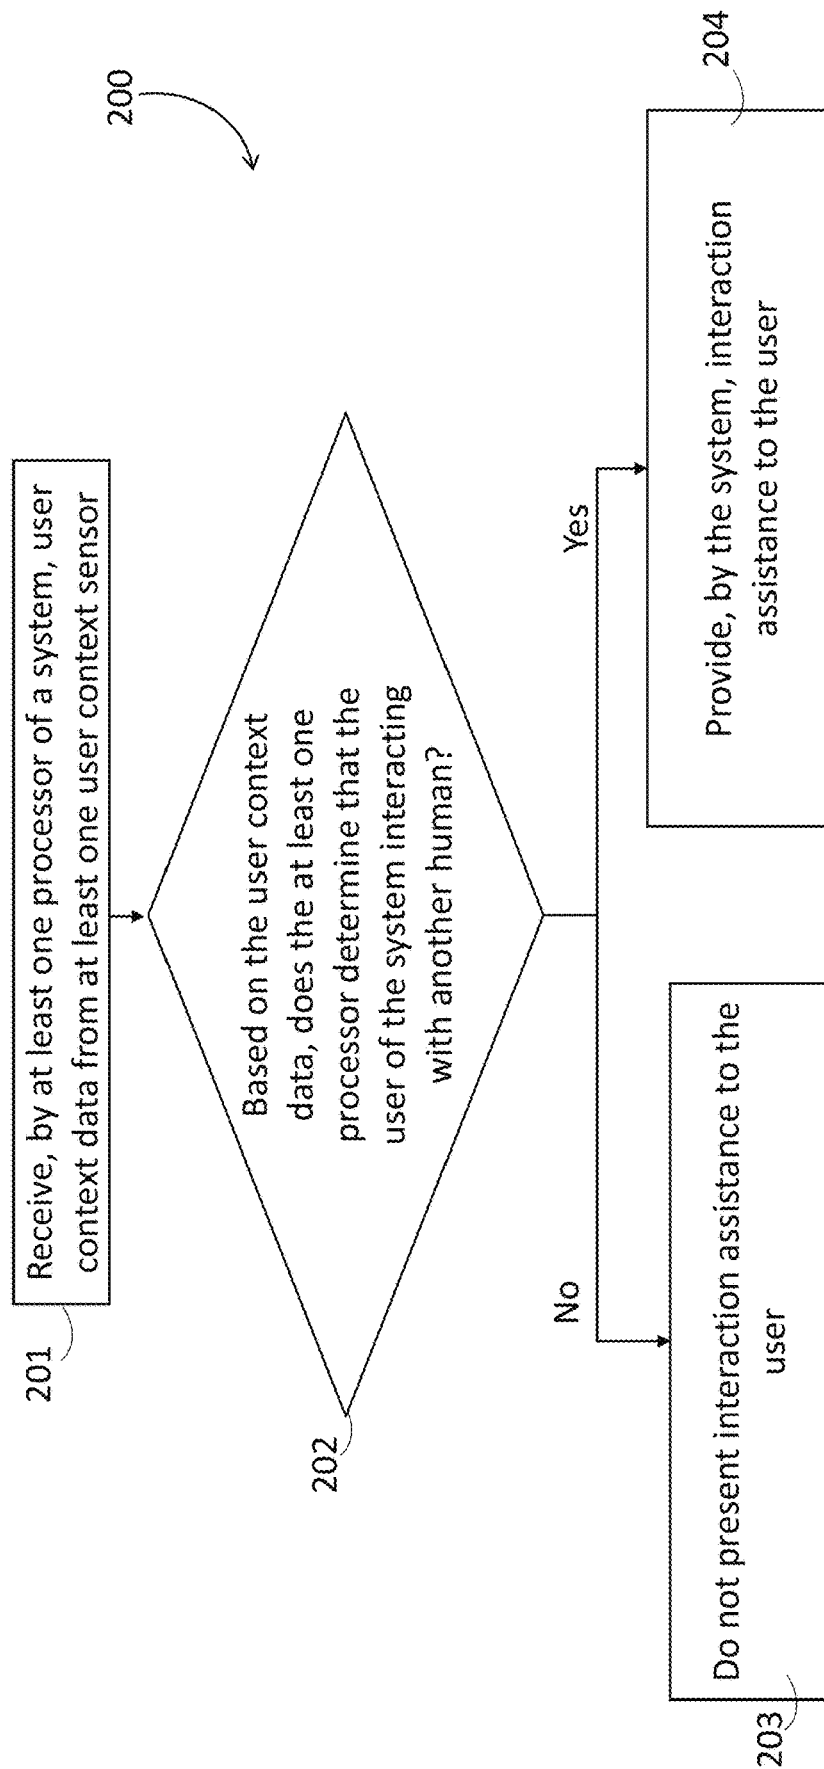 200
201
Receive, by at least one processor of a system, user
context data from at least one user context sensor
202
Based on the user context
data, does the at least one
processor determine that the
user of the system interacting
with another human?
No
Yes
203
Do not present interaction assistance to the
user
204
Provide, by the system, interaction
assistance to the user